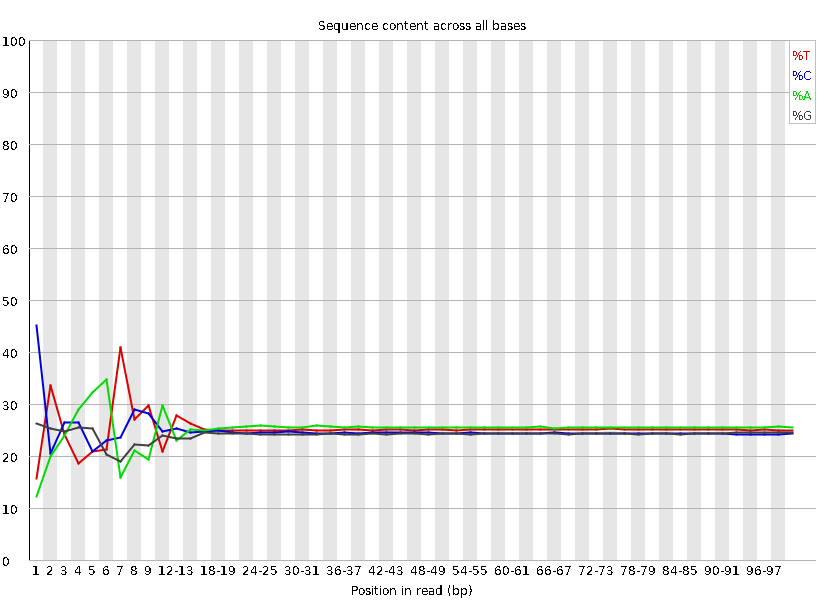 Sequence content across all bases
100
90
80
70
60
50
40
30
20
10
0
%T
%C
%A
%G
1 2 3 4 5 6 7 8 9 12-13 18-19 24-25 30-31 36-37 42-43 48-49 54-55 60-61 66-67 72-73 78-79 84-85 90-91 96-97
Position in read (bp)